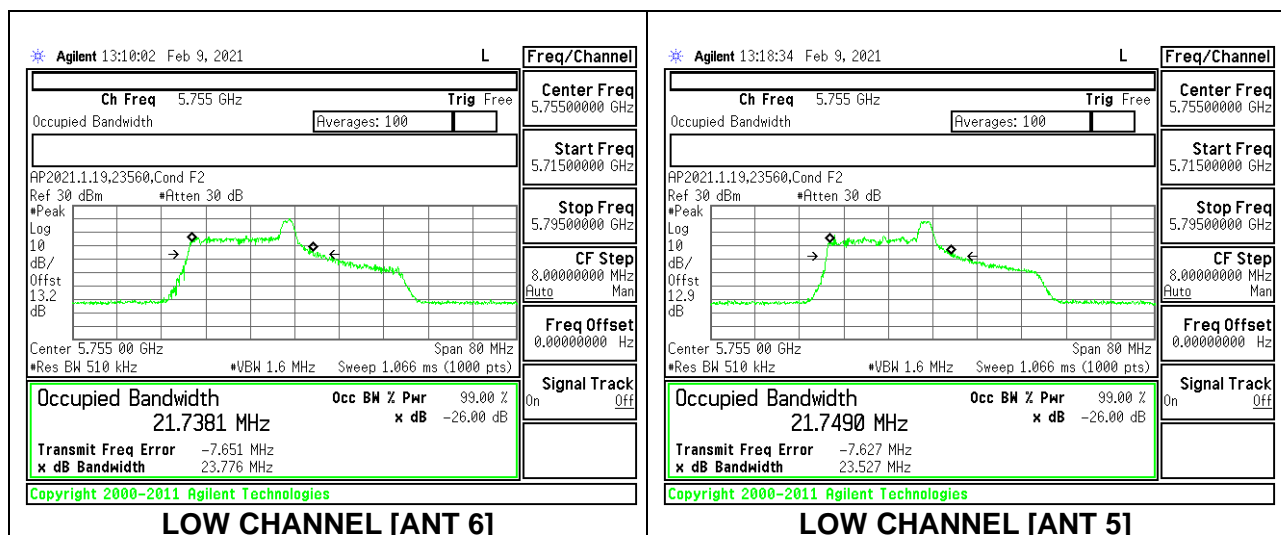 Agilent 13:10:02 Feb 9, 2021 L
Freq/Channel
Ch Freq 5.755 GHz Trig Free
Occupied Bandwidth Averages: 100
AP2021.1.19,23560,Cond F2
Ref 30 dBm #Atten 30 dB
#Peak
Log
10
dB/
Offst
13.2
dB
Center 5.755 00 GHz Span 80 MHz
#Res BW 510 kHz #VBW 1.6 MHz Sweep 1.066 ms (1000 pts)
Occupied Bandwidth Occ BW % Pwr 99.00 %
21.7381 MHz x dB -26.00 dB
Transmit Freq Error -7.651 MHz
x dB Bandwidth 23.776 MHz
Copyright 2000-2011 Agilent Technologies
Center Freq
5.75500000 GHz
Start Freq
5.71500000 GHz
Stop Freq
5.79500000 GHz
CF Step
8.00000000 MHz
Auto Man
Freq Offset
0.00000000 Hz
Signal Track
On Off
LOW CHANNEL [ANT 6]
Agilent 13:18:34 Feb 9, 2021 L
Freq/Channel
Ch Freq 5.755 GHz Trig Free
Occupied Bandwidth Averages: 100
AP2021.1.19,23560,Cond F2
Ref 30 dBm #Atten 30 dB
#Peak
Log
10
dB/
Offst
12.9
dB
Center 5.755 00 GHz Span 80 MHz
#Res BW 510 kHz #VBW 1.6 MHz Sweep 1.066 ms (1000 pts)
Occupied Bandwidth Occ BW % Pwr 99.00 %
21.7490 MHz x dB -26.00 dB
Transmit Freq Error -7.627 MHz
x dB Bandwidth 23.527 MHz
Copyright 2000-2011 Agilent Technologies
Center Freq
5.75500000 GHz
Start Freq
5.71500000 GHz
Stop Freq
5.79500000 GHz
CF Step
8.00000000 MHz
Auto Man
Freq Offset
0.00000000 Hz
Signal Track
On Off
LOW CHANNEL [ANT 5]